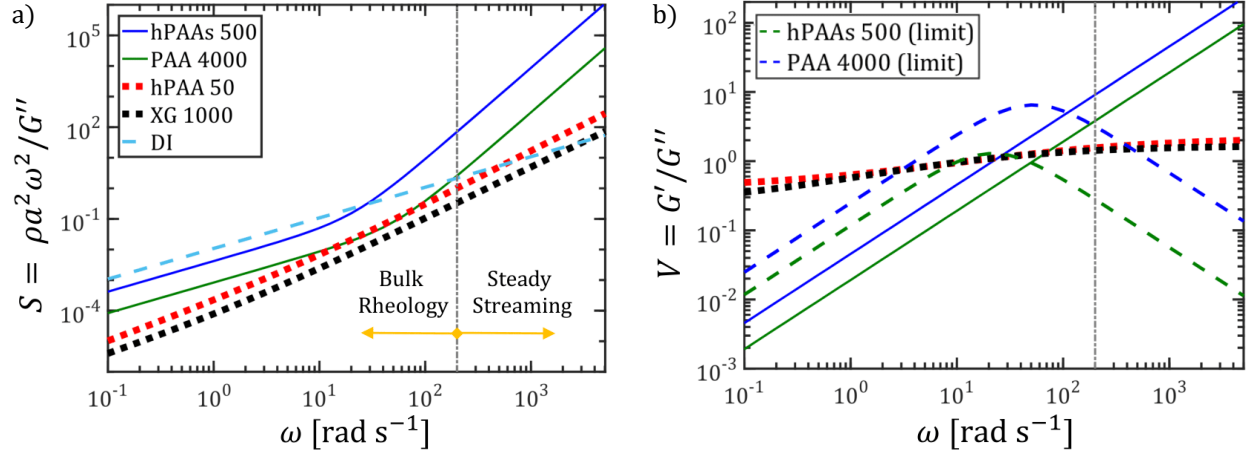 a)
S = ρa²ω²/G′′
10⁵
10²
10⁻¹
10⁻⁴
hPAAs 500
PAA 4000
hPAA 50
XG 1000
DI
Bulk Rheology
Steady Streaming
10⁻¹ 10⁰ 10¹ 10² 10³
ω [rad s⁻¹]
b)
V = G′/G′′
10²
10¹
10⁰
10⁻¹
10⁻²
10⁻³
hPAAs 500 (limit)
PAA 4000 (limit)
10⁻¹ 10⁰ 10¹ 10² 10³
ω [rad s⁻¹]